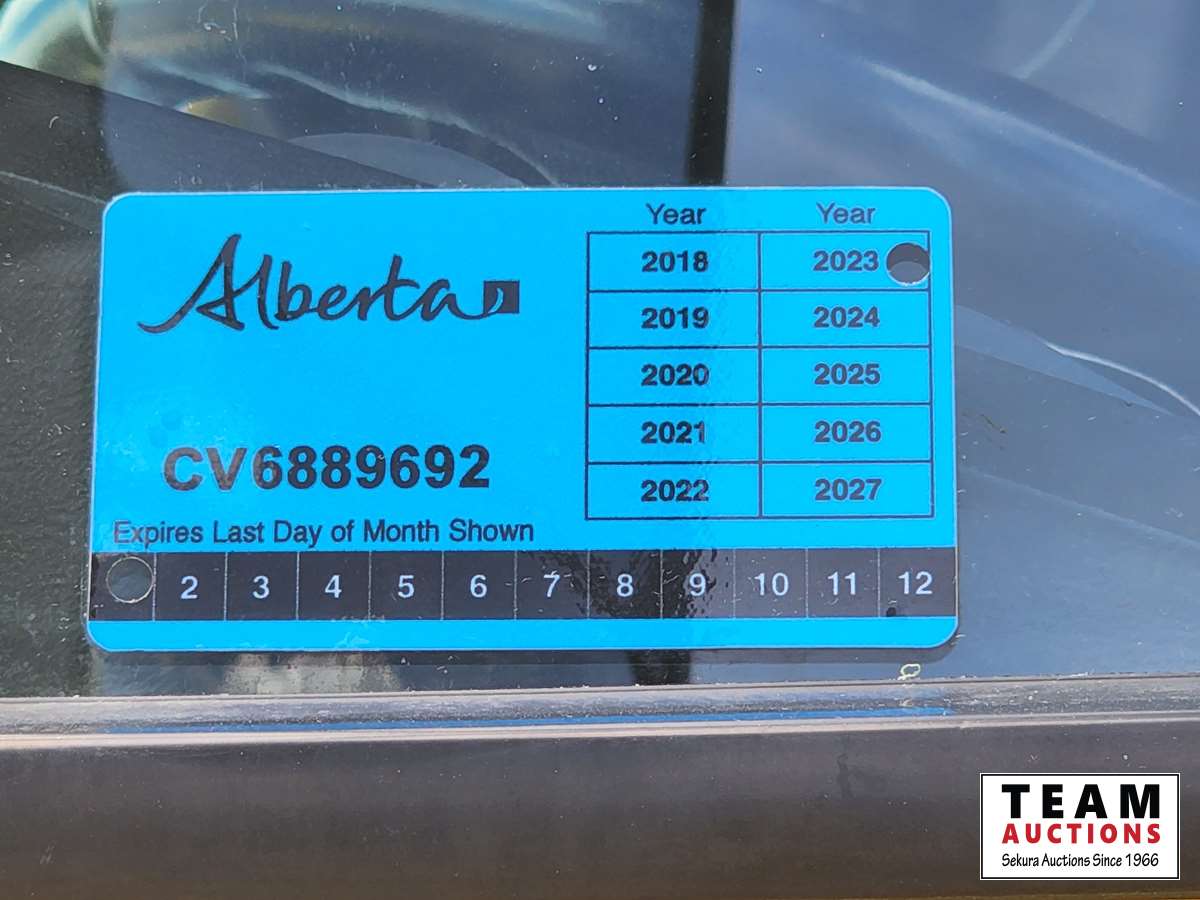 Alberta
Year Year
2018 2023
2019 2024
2020 2025
2021 2026
2022 2027
CV6889692
Expires Last Day of Month Shown
2 3 4 5 6 7 8 9 10 11 12
TEAM
AUCTIONS
Sekura Auctions Since 1966